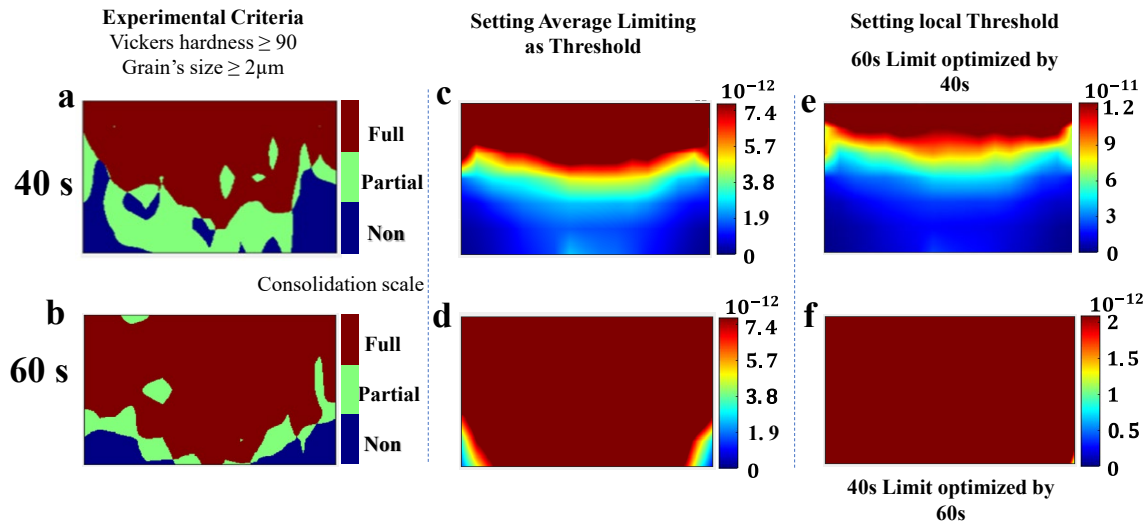 Experimental Criteria
Vickers hardness ≥ 90
Grain's size ≥ 2μm
Setting Average Limiting
as Threshold
Setting local Threshold
60s Limit optimized by
40s
a
Full
Partial
Non
40 s
c
10⁻¹²
7.4
5.7
3.8
1.9
0
e
10⁻¹¹
1.2
9
6
3
0
Consolidation scale
b
Full
Partial
Non
60 s
d
10⁻¹²
7.4
5.7
3.8
1.9
0
f
10⁻¹²
2
1.5
1
0.5
0
40s Limit optimized by
60s